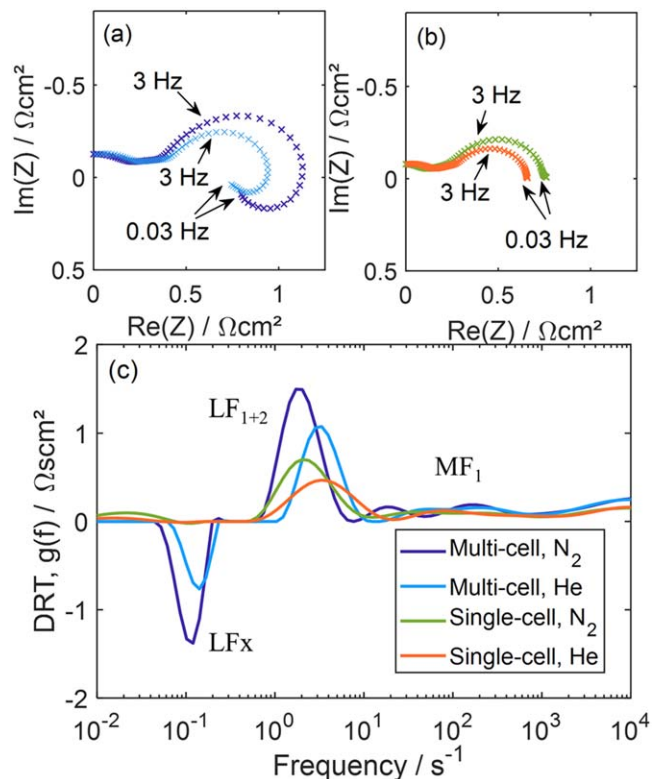 (a)
-0.5
0
0.5
Im(Z) / Ωcm²
3 Hz
3 Hz
0.03 Hz
0
0.5
1
Re(Z) / Ωcm²
(b)
-0.5
0
0.5
Im(Z) / Ωcm²
3 Hz
3 Hz
0.03 Hz
0
0.5
1
Re(Z) / Ωcm²
(c)
2
1
0
-1
-2
DRT, g(f) / Ωscm²
LF₁₊₂
MF₁
LFx
Multi-cell, N₂
Multi-cell, He
Single-cell, N₂
Single-cell, He
10⁻²
10⁻¹
10⁰
10¹
10²
10³
10⁴
Frequency / s⁻¹